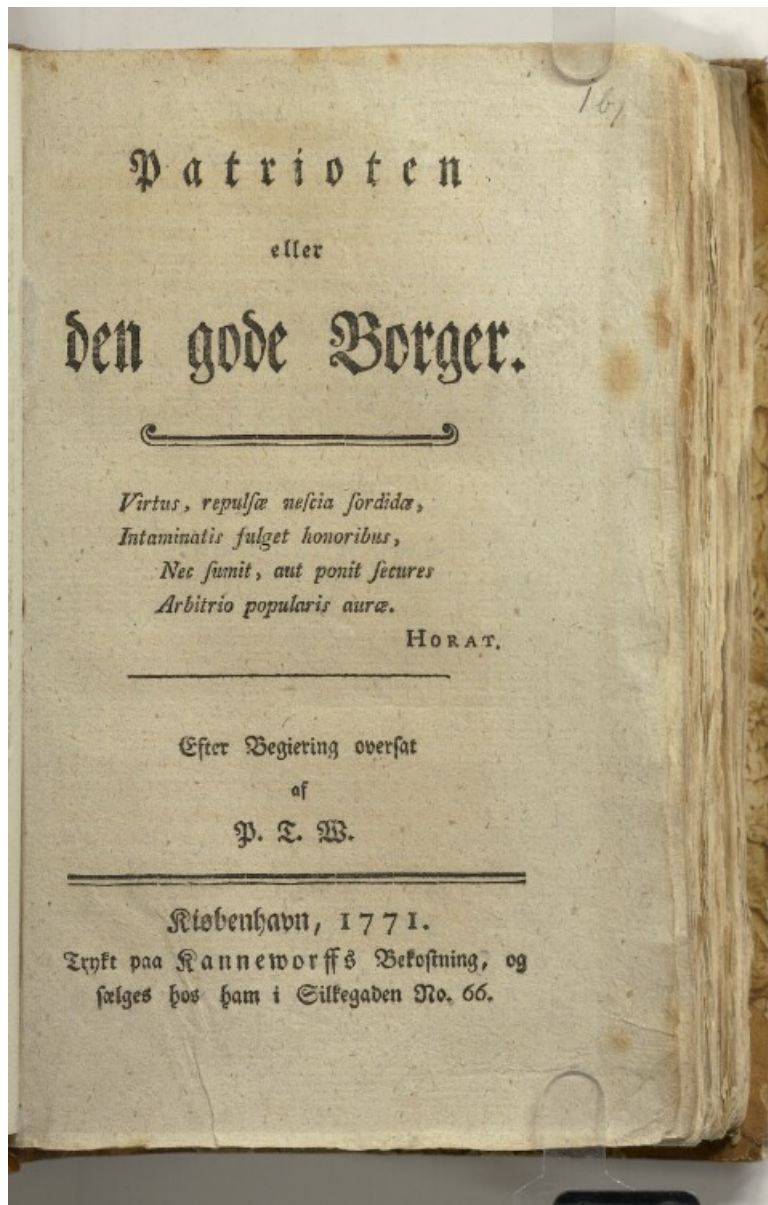 Patrioten
eller
den gode Borger.
Virtus, repulſæ neſcia ſordidæ,
Intaminatis fulget honoribus,
Nec ſumit, aut ponit ſecures
Arbitrio popularis auræ.
HORAT.
Efter Begiering overſat
af
P. T. W.
Kiøbenhavn, 1771.
Trykt paa Kanneworffs Bekoſtning, og
ſælges hos ham i Silkegaden No. 66.